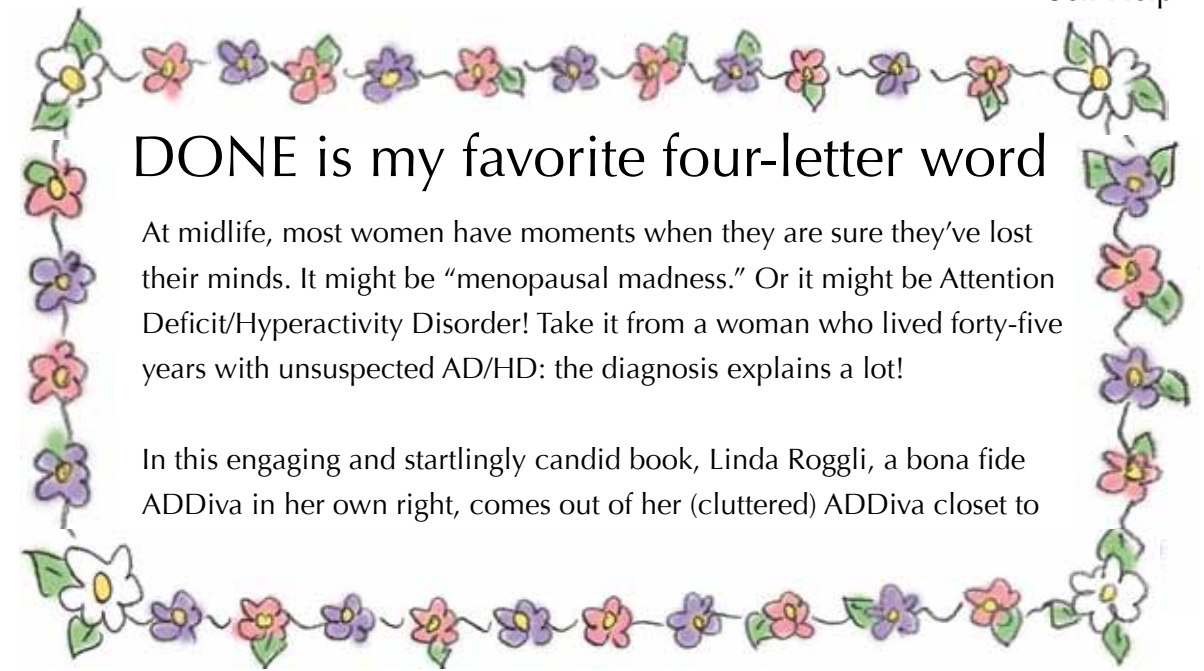 DONE is my favorite four-letter word
At midlife, most women have moments when they are sure they’ve lost
their minds. It might be “menopausal madness.” Or it might be Attention
Deficit/Hyperactivity Disorder! Take it from a woman who lived forty-five
years with unsuspected AD/HD: the diagnosis explains a lot!
In this engaging and startlingly candid book, Linda Roggli, a bona fide
ADDiva in her own right, comes out of her (cluttered) ADDiva closet to